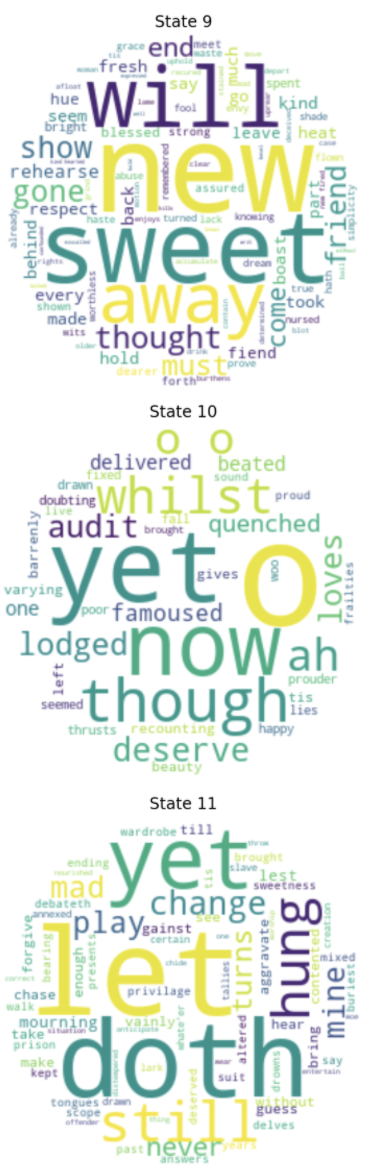 State 9
grace
end
meet
waste
fresh
say
much
go
spent
hue
will
fool
kind
seem
bright
blessed
strong
leave
heat
shade
show
new
rehearse
gone
back
abuse
remembered
clear
assured
part
flown
friend
simplicity
respect
haste
enjoys
turned
lack
knowing
already
behind
sweet
rights
dream
boast
every
worthless
away
contain
come
determined
true
hath
took
shown
made
thought
nursed
wits
blot
older
hold
drink
must
fiend
prove
dearer
forth
burthens
State 10
o o
delivered
beated
fixed
sound
drawn
whilst
proud
doubting
live
fall
audit
brought
quenched
barrenly
yet
gives
woo
o
loves
frailties
varying
one
poor
famoused
lodged
now
ah
left
prouder
though
tis
seemed
lies
thrusts
recounting
happy
deserve
beauty
State 11
wardrobe
till
yet
throw
ending
nourished
tis
brought
slave
lest
mad
change
sweetness
debateth
annexed
play
gainst
see
certain
one
forgive
bearing
enough
presents
let
chide
turns
aggravate
hung
contented
creation
mixed
buriest
correct
chase
walk
privilage
tallies
mine
mourning
situation
vainly
anticipate
whate'er
altered
hear
take
prison
doth
bring
make
lark
wear
say
kept
distempered
suit
drowns
entertain
tongues
drawn
deserved
without
scope
still
guess
offender
thing
delves
past
never
years
answers